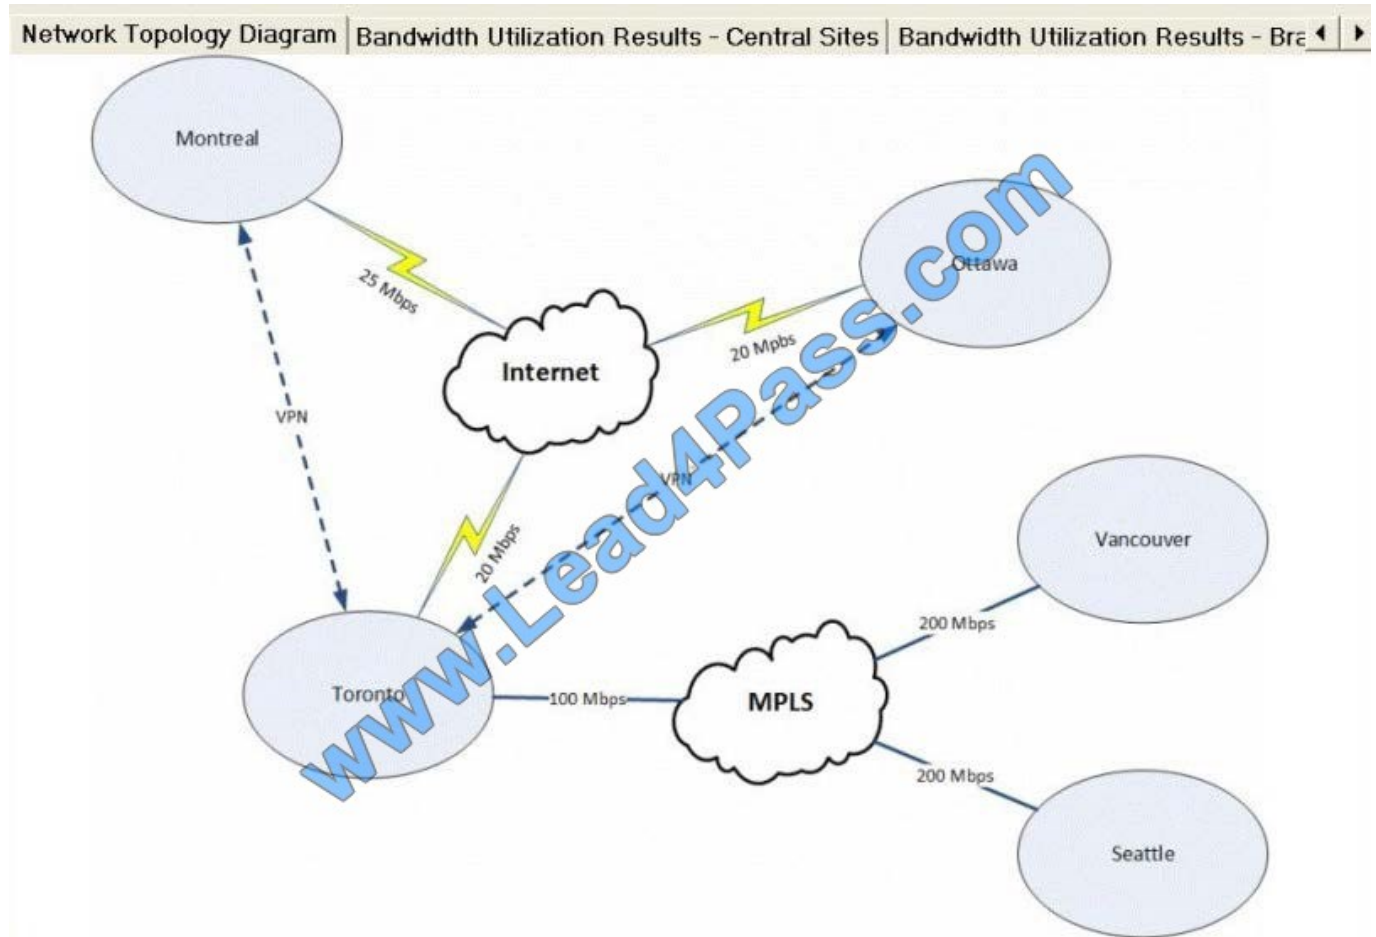 Network Topology Diagram
Bandwidth Utilization Results - Central Sites
Bandwidth Utilization Results - Bra
Montreal
Ottawa
25 Mbps
20 Mpbs
Internet
VPN
VPN
20 Mbps
Vancouver
200 Mbps
Toronto
100 Mbps
MPLS
200 Mbps
Seattle
www.Lead4Pass.com